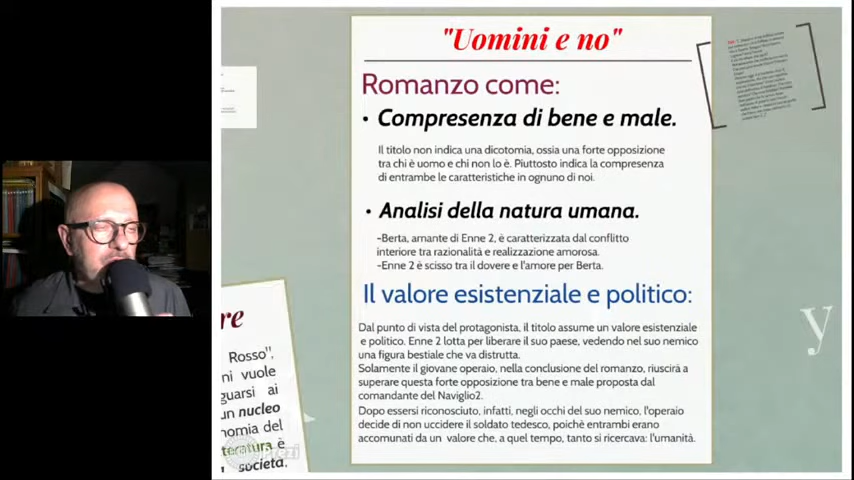 "Uomini e no"
Romanzo come:
• Compresenza di bene e male.
Il titolo non indica una dicotomia, ossia una forte opposizione
tra chi è uomo e chi non lo è. Piuttosto indica la compresenza
di entrambe le caratteristiche in ognuno di noi.
• Analisi della natura umana.
-Berta, amante di Enne 2, è caratterizzata dal conflitto
interiore tra razionalità e realizzazione amorosa.
-Enne 2 è scisso tra il dovere e l'amore per Berta.
Il valore esistenziale e politico:
Dal punto di vista del protagonista, il titolo assume un valore esistenziale
e politico. Enne 2 lotta per liberare il suo paese, vedendo nel suo nemico
una figura bestiale che va distrutta.
Solamente il giovane operaio, nella conclusione del romanzo, riuscirà a
superare questa forte opposizione tra bene e male proposta dal
comandante del Naviglio2.
Dopo essersi riconosciuto, infatti, negli occhi del suo nemico, l'operaio
decide di non uccidere il soldato tedesco, poichè entrambi erano
accomunati da un valore che, a quel tempo, tanto si ricercava: l'umanità.
re
Rosso",
ni vuole
guarsi ai
un nucleo
nomia del
tteratura è
società.
Prezi
y